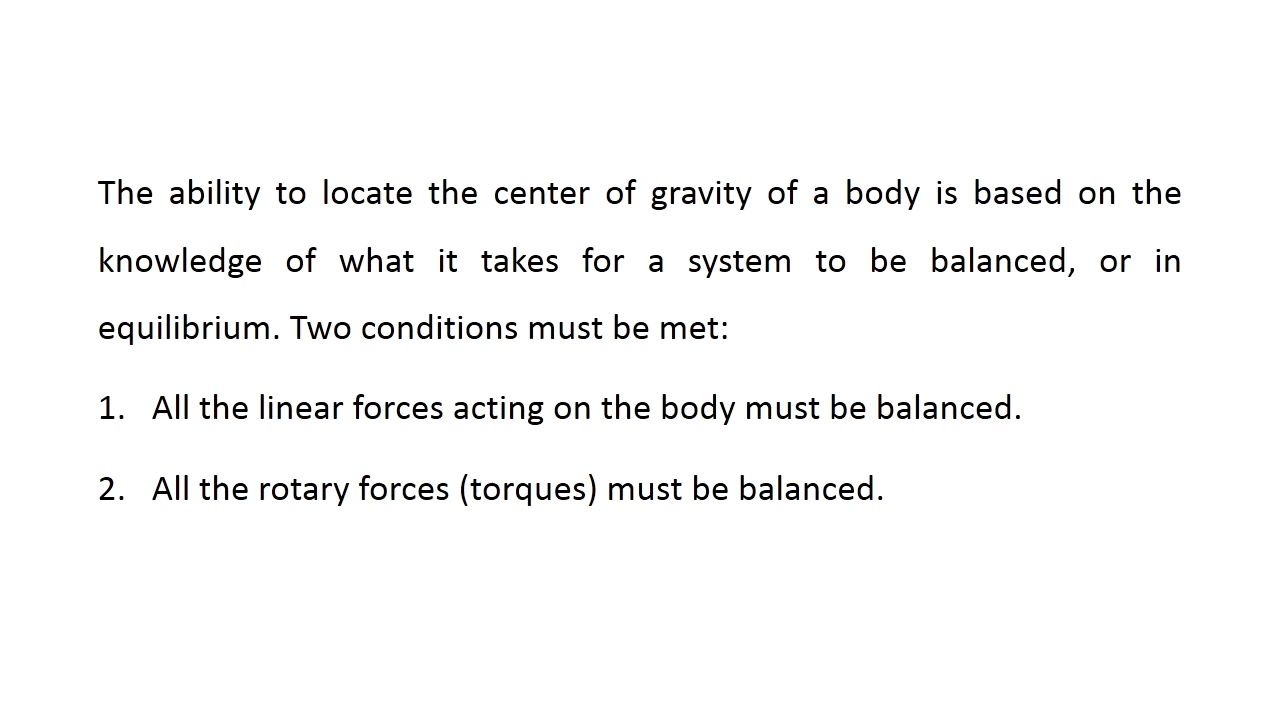 The ability to locate the center of gravity of a body is based on the
knowledge of what it takes for a system to be balanced, or in
equilibrium. Two conditions must be met:
1. All the linear forces acting on the body must be balanced.
2. All the rotary forces (torques) must be balanced.